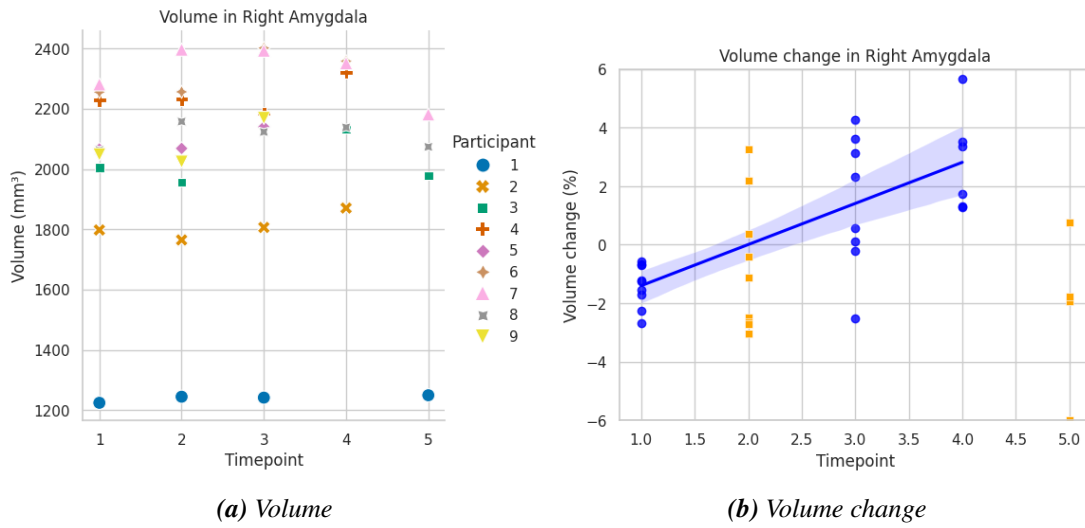 Volume in Right Amygdala
2400
2200
2000
1800
1600
1400
1200
Volume (mm³)
1 2 3 4 5
Timepoint
Participant
1
2
3
4
5
6
7
8
9
(a) Volume
Volume change in Right Amygdala
6
4
2
0
−2
−4
−6
Volume change (%)
1.0 1.5 2.0 2.5 3.0 3.5 4.0 4.5 5.0
Timepoint
(b) Volume change